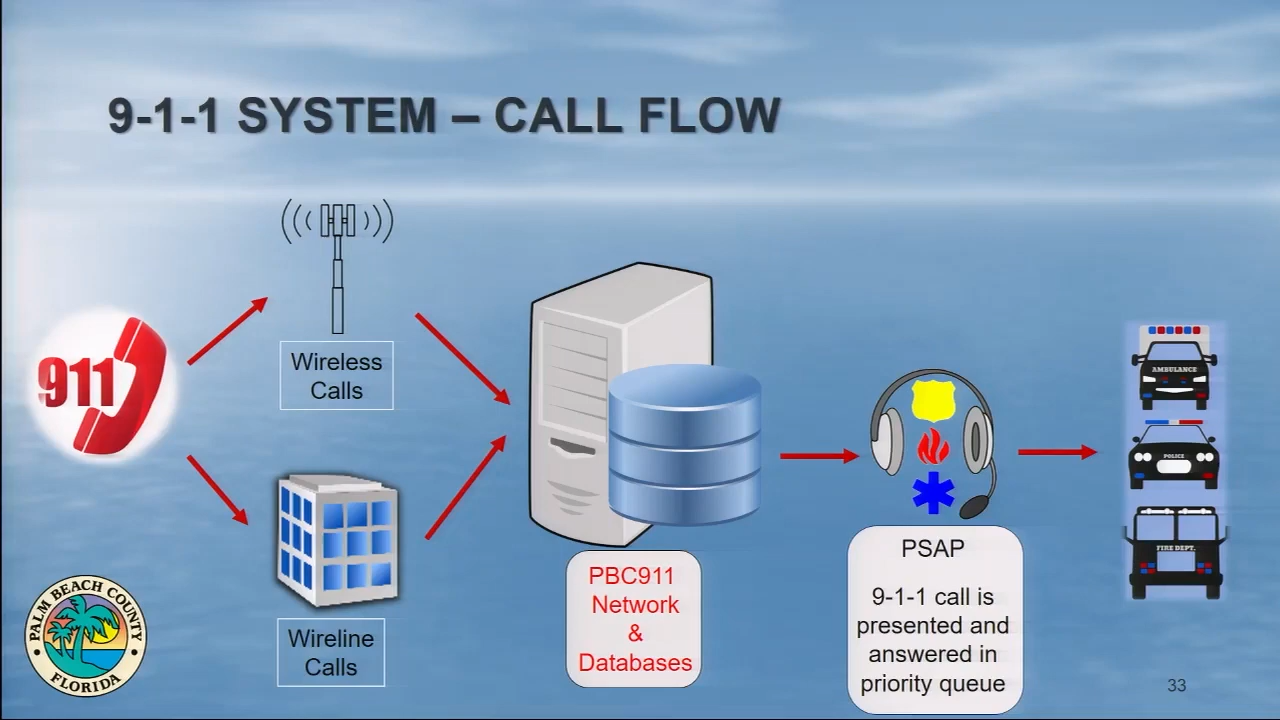 9-1-1 SYSTEM – CALL FLOW
911
Wireless
Calls
Wireline
Calls
PBC911
Network
&
Databases
PSAP
9-1-1 call is
presented and
answered in
priority queue
AMBULANCE
POLICE
FIRE DEPT.
PALM BEACH COUNTY
FLORIDA
33